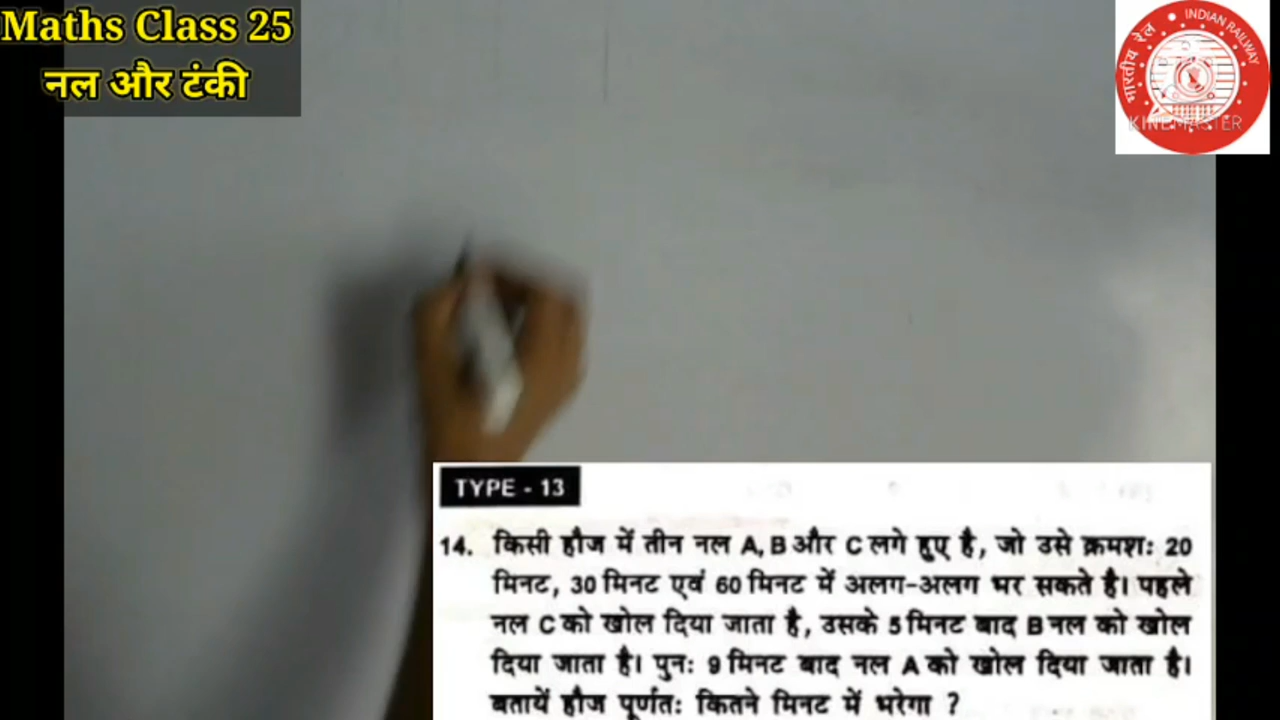 Maths Class 25
नल और टंकी
भारतीय रेल
INDIAN RAILWAY
KINEMASTER
TYPE - 13
14. किसी हौज में तीन नल A, B और C लगे हुए है, जो उसे क्रमशः 20
मिनट, 30 मिनट एवं 60 मिनट में अलग-अलग भर सकते है। पहले
नल C को खोल दिया जाता है, उसके 5 मिनट बाद B नल को खोल
दिया जाता है। पुनः 9 मिनट बाद नल A को खोल दिया जाता है।
बतायें हौज पूर्णतः कितने मिनट में भरेगा ?